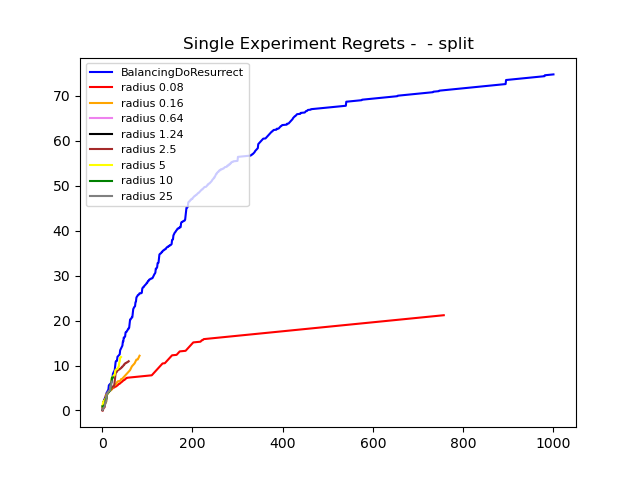 Single Experiment Regrets -  - split
BalancingDoResurrect
radius 0.08
radius 0.16
radius 0.64
radius 1.24
radius 2.5
radius 5
radius 10
radius 25
70
60
50
40
30
20
10
0
0 200 400 600 800 1000